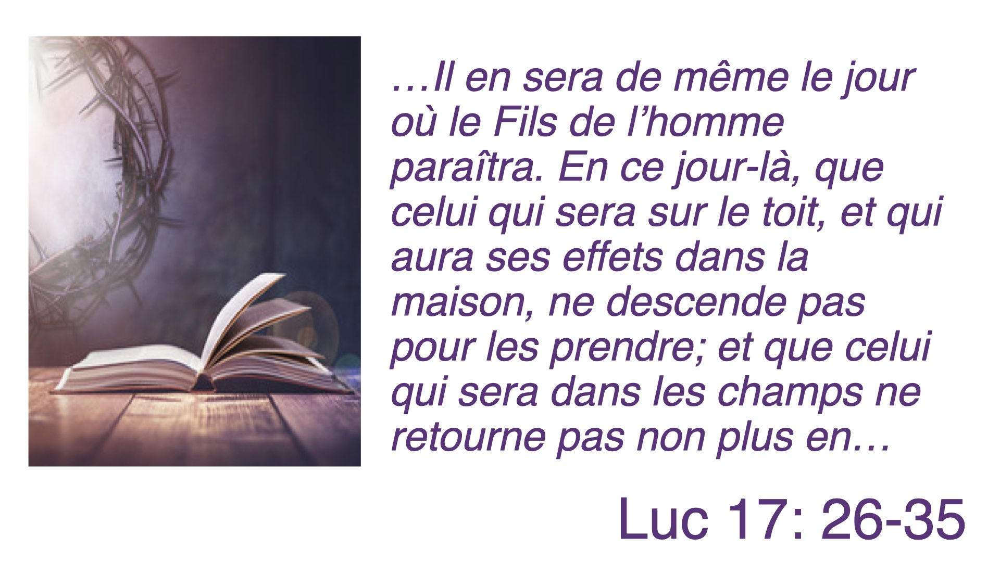 …Il en sera de même le jour
où le Fils de l’homme
paraîtra. En ce jour-là, que
celui qui sera sur le toit, et qui
aura ses effets dans la
maison, ne descende pas
pour les prendre; et que celui
qui sera dans les champs ne
retourne pas non plus en…
Luc 17: 26-35